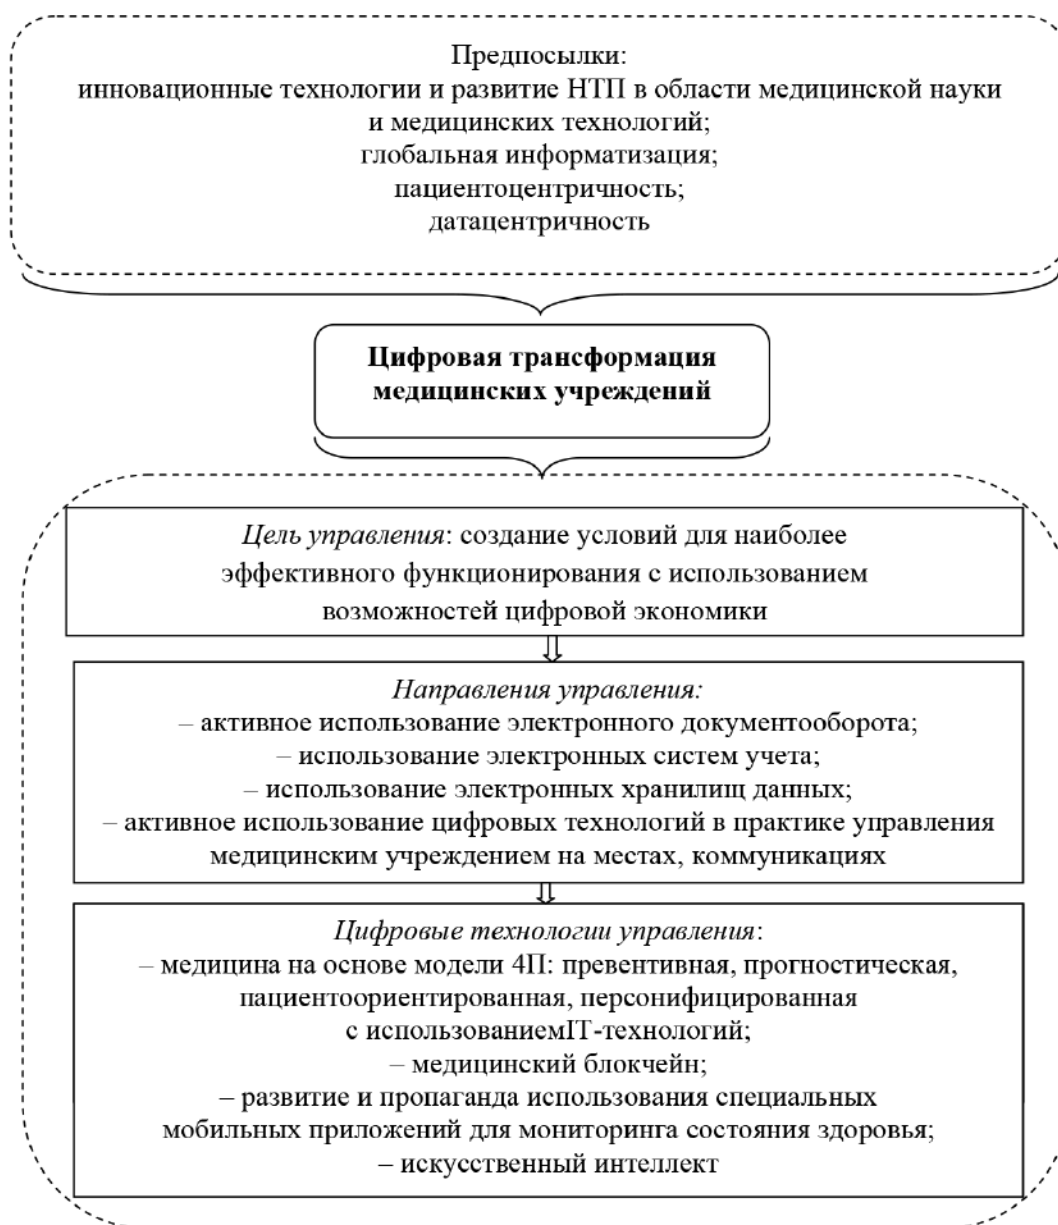 Предпосылки:
инновационные технологии и развитие НТП в области медицинской науки
и медицинских технологий;
глобальная информатизация;
пациентоцентричность;
датацентричность
Цифровая трансформация
медицинских учреждений
Цель управления: создание условий для наиболее
эффективного функционирования с использованием
возможностей цифровой экономики
Направления управления:
– активное использование электронного документооборота;
– использование электронных систем учета;
– использование электронных хранилищ данных;
– активное использование цифровых технологий в практике управления
медицинским учреждением на местах, коммуникациях
Цифровые технологии управления:
– медицина на основе модели 4П: превентивная, прогностическая,
пациентоориентированная, персонифицированная
с использованиемIT-технологий;
– медицинский блокчейн;
– развитие и пропаганда использования специальных
мобильных приложений для мониторинга состояния здоровья;
– искусственный интеллект